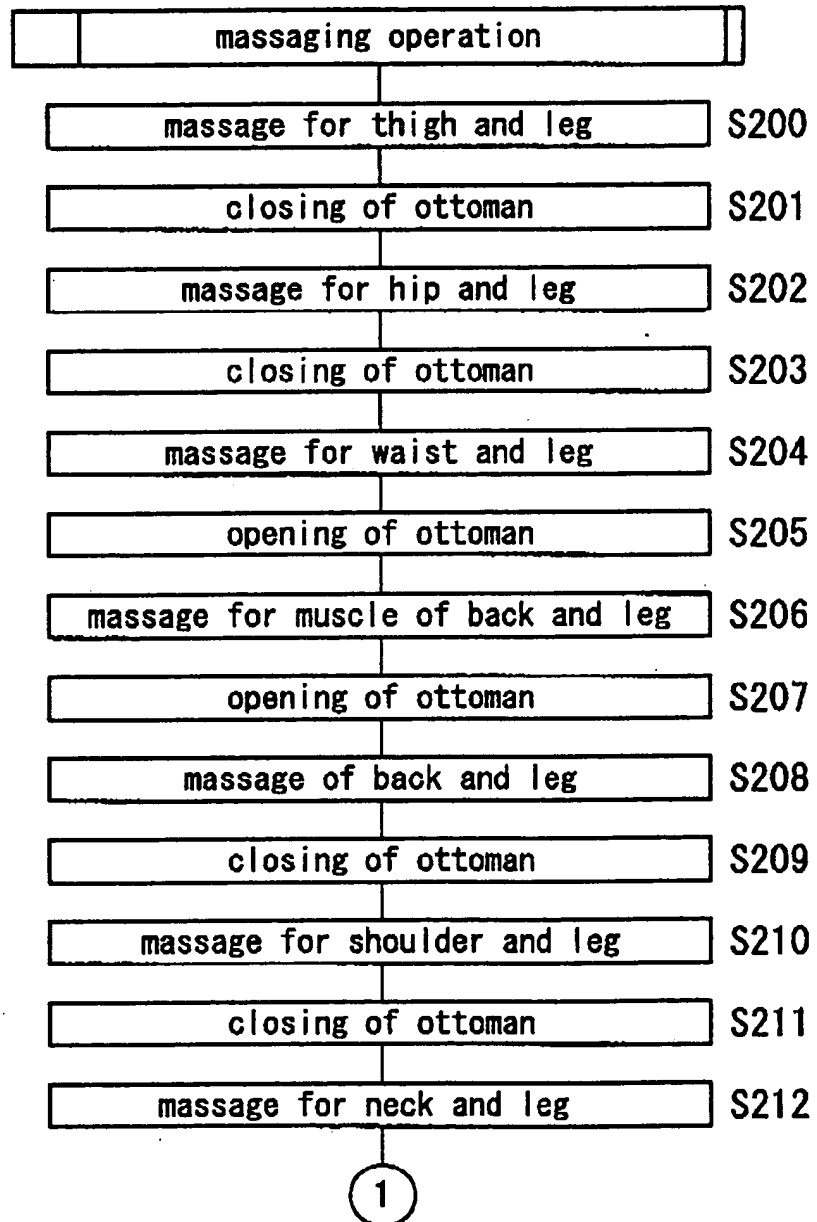 massaging operation
massage for thigh and leg S200
closing of ottoman S201
massage for hip and leg S202
closing of ottoman S203
massage for waist and leg S204
opening of ottoman S205
massage for muscle of back and leg S206
opening of ottoman S207
massage of back and leg S208
closing of ottoman S209
massage for shoulder and leg S210
closing of ottoman S211
massage for neck and leg S212
1